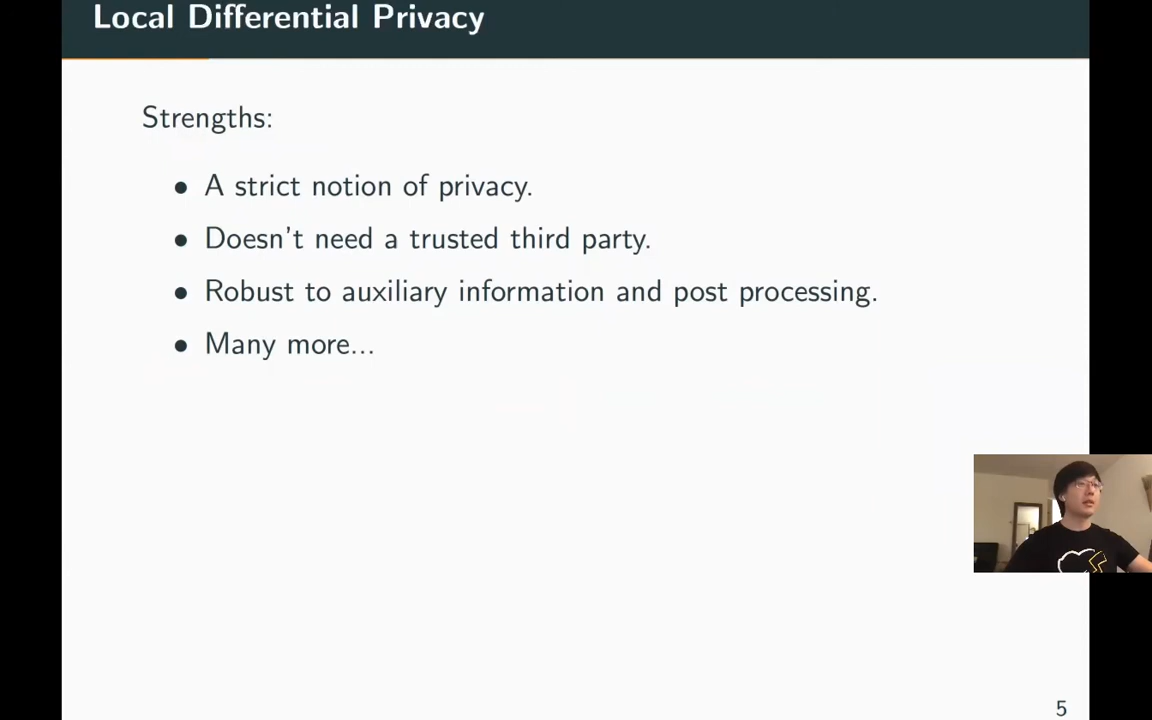 Local Differential Privacy
Strengths:
• A strict notion of privacy.
• Doesn't need a trusted third party.
• Robust to auxiliary information and post processing.
• Many more...
5